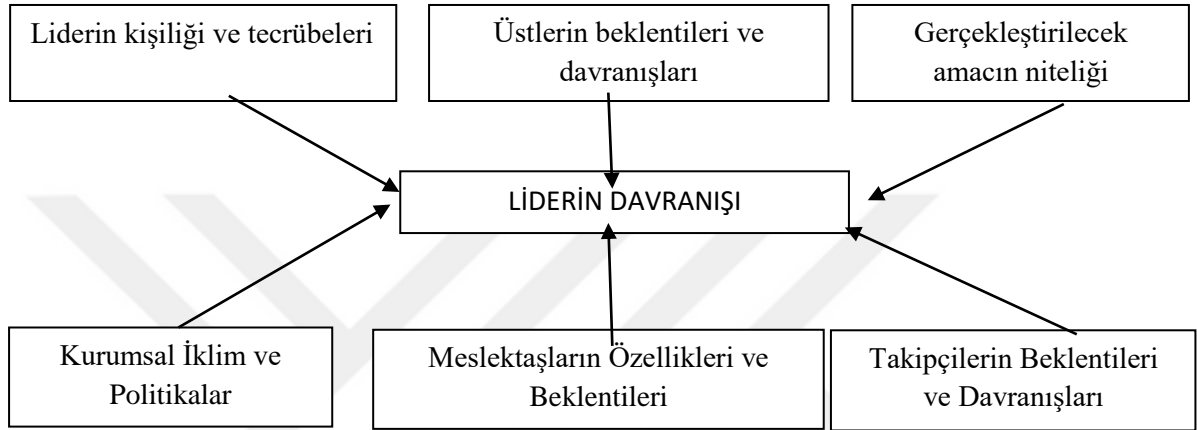 Liderin kişiliği ve tecrübeleri
Üstlerin beklentileri ve
davranışları
Gerçekleştirilecek
amacın niteliği
LİDERİN DAVRANIŞI
Kurumsal İklim ve
Politikalar
Meslektaşların Özellikleri ve
Beklentileri
Takipçilerin Beklentileri
ve Davranışları